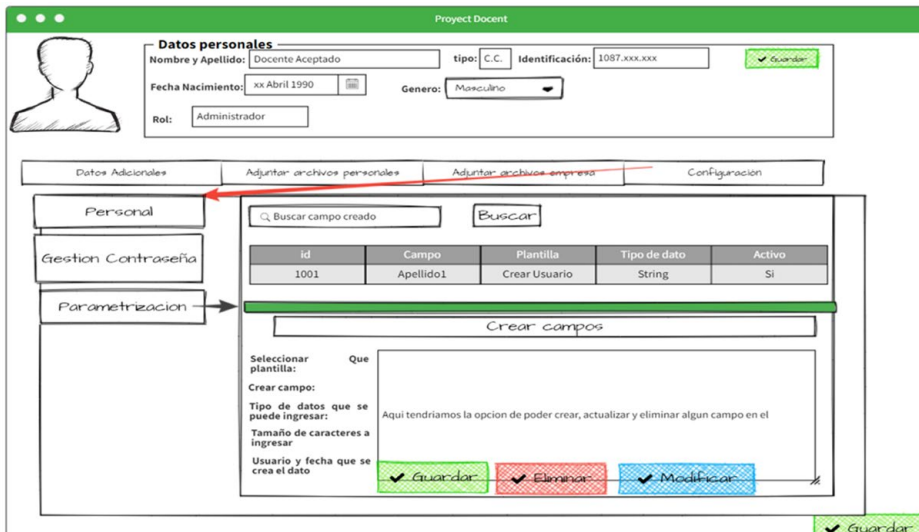 Proyect Docent
Datos personales
Nombre y Apellido: Docente Aceptado tipo: C.C. Identificación: 1087.xxx.xxx Guardar
Fecha Nacimiento: xx Abril 1990 Genero: Masculino
Rol: Administrador
Datos Adicionales Adjuntar archivos personales Adjuntar archivos empresa Configuración
Personal
Gestion Contraseña
Parametrizacion
Buscar campo creado Buscar
id Campo Plantilla Tipo de dato Activo
1001 Apellido1 Crear Usuario String Si
Crear campos
Seleccionar Que
plantilla:
Crear campo:
Tipo de datos que se
puede ingresar:
Tamaño de caracteres a
ingresar
Usuario y fecha que se
crea el dato
Aqui tendriamos la opcion de poder crear, actualizar y eliminar algun campo en el
Guardar Eliminar Modificar
Guardar